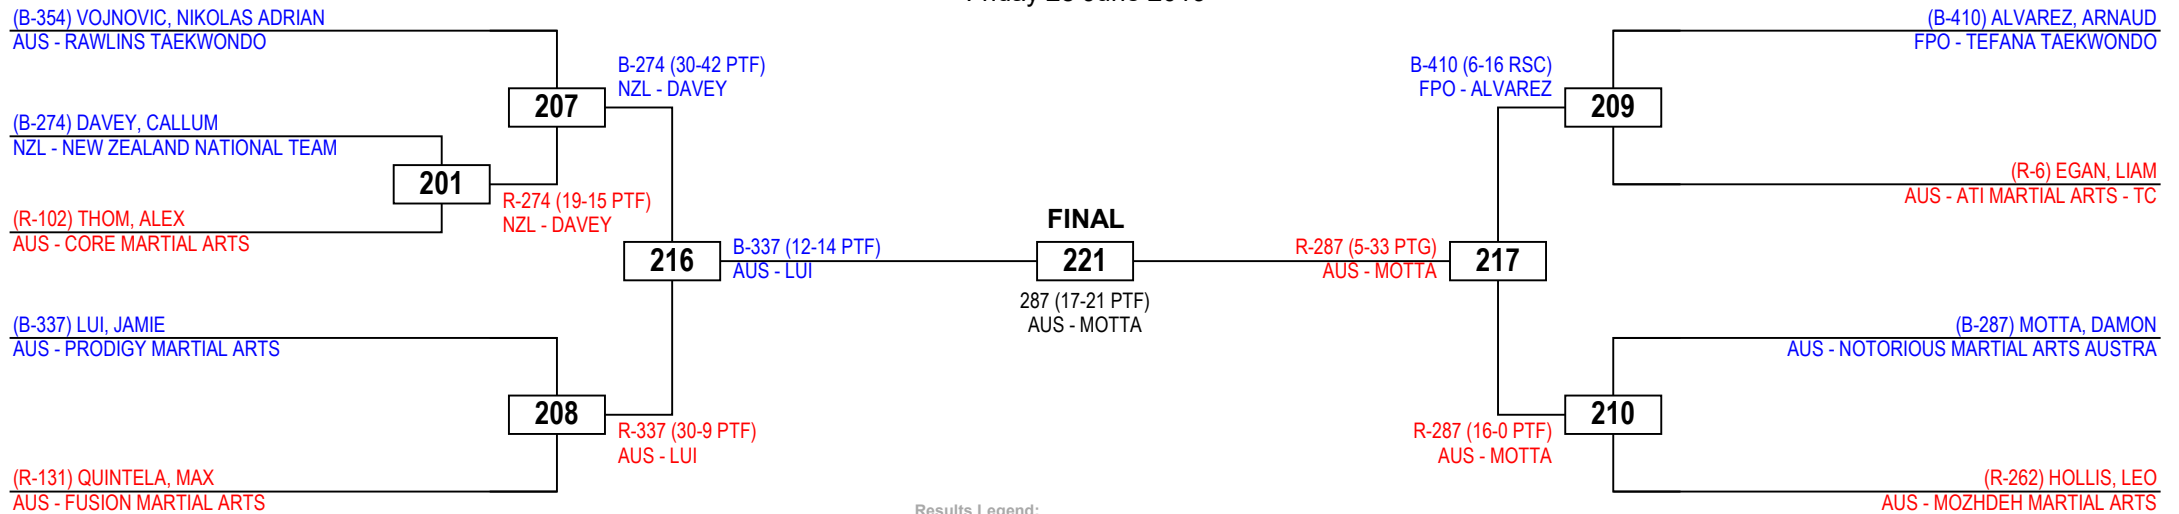 (B-354) VOJNOVIC, NIKOLAS ADRIAN
AUS - RAWLINS TAEKWONDO
B-274 (30-42 PTF)
NZL - DAVEY
207
(B-274) DAVEY, CALLUM
NZL - NEW ZEALAND NATIONAL TEAM
201
R-274 (19-15 PTF)
NZL - DAVEY
(R-102) THOM, ALEX
AUS - CORE MARTIAL ARTS
216
B-337 (12-14 PTF)
AUS - LUI
(B-337) LUI, JAMIE
AUS - PRODIGY MARTIAL ARTS
208
R-337 (30-9 PTF)
AUS - LUI
(R-131) QUINTELA, MAX
AUS - FUSION MARTIAL ARTS
FINAL
221
287 (17-21 PTF)
AUS - MOTTA
(B-410) ALVAREZ, ARNAUD
FPO - TEFANA TAEKWONDO
B-410 (6-16 RSC)
FPO - ALVAREZ
209
(R-6) EGAN, LIAM
AUS - ATI MARTIAL ARTS - TC
R-287 (5-33 PTG)
AUS - MOTTA
217
(B-287) MOTTA, DAMON
AUS - NOTORIOUS MARTIAL ARTS AUSTRA
210
R-287 (16-0 PTF)
AUS - MOTTA
(R-262) HOLLIS, LEO
AUS - MOZHDEH MARTIAL ARTS
Results Legend: